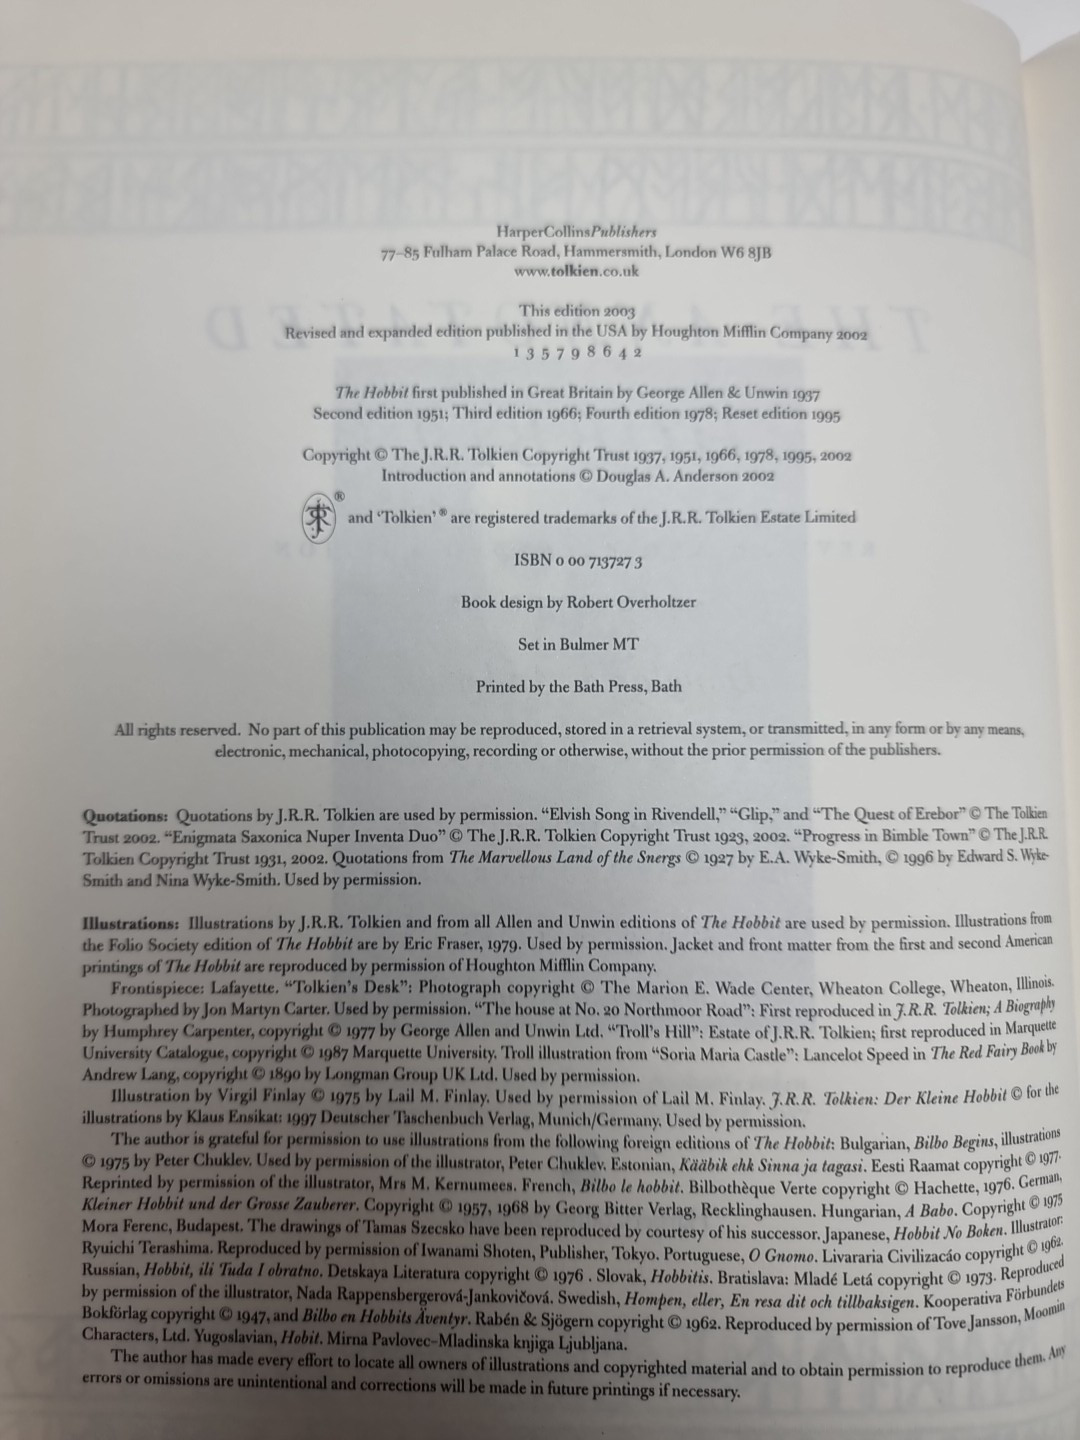 HarperCollinsPublishers
77–85 Fulham Palace Road, Hammersmith, London W6 8JB
www.tolkien.co.uk
This edition 2003
Revised and expanded edition published in the USA by Houghton Mifflin Company 2002
1 3 5 7 9 8 6 4 2
The Hobbit first published in Great Britain by George Allen & Unwin 1937
Second edition 1951; Third edition 1966; Fourth edition 1978; Reset edition 1995
Copyright © The J.R.R. Tolkien Copyright Trust 1937, 1951, 1966, 1978, 1995, 2002
Introduction and annotations © Douglas A. Anderson 2002
® and ‘Tolkien’ ® are registered trademarks of the J.R.R. Tolkien Estate Limited
ISBN 0 00 713727 3
Book design by Robert Overholtzer
Set in Bulmer MT
Printed by the Bath Press, Bath
All rights reserved. No part of this publication may be reproduced, stored in a retrieval system, or transmitted, in any form or by any means,
electronic, mechanical, photocopying, recording or otherwise, without the prior permission of the publishers.
Quotations: Quotations by J.R.R. Tolkien are used by permission. “Elvish Song in Rivendell,” “Glip,” and “The Quest of Erebor” © The Tolkien
Trust 2002. “Enigmata Saxonica Nuper Inventa Duo” © The J.R.R. Tolkien Copyright Trust 1923, 2002. “Progress in Bimble Town” © The J.R.R.
Tolkien Copyright Trust 1931, 2002. Quotations from The Marvellous Land of the Snergs © 1927 by E.A. Wyke-Smith, © 1996 by Edward S. Wyke-
Smith and Nina Wyke-Smith. Used by permission.
Illustrations: Illustrations by J.R.R. Tolkien and from all Allen and Unwin editions of The Hobbit are used by permission. Illustrations from
the Folio Society edition of The Hobbit are by Eric Fraser, 1979. Used by permission. Jacket and front matter from the first and second American
printings of The Hobbit are reproduced by permission of Houghton Mifflin Company.
Frontispiece: Lafayette. “Tolkien’s Desk”: Photograph copyright © The Marion E. Wade Center, Wheaton College, Wheaton, Illinois.
Photographed by Jon Martyn Carter. Used by permission. “The house at No. 20 Northmoor Road”: First reproduced in J.R.R. Tolkien; A Biography
by Humphrey Carpenter, copyright © 1977 by George Allen and Unwin Ltd. “Troll’s Hill”: Estate of J.R.R. Tolkien; first reproduced in Marquette
University Catalogue, copyright © 1987 Marquette University. Troll illustration from “Soria Maria Castle”: Lancelot Speed in The Red Fairy Book by
Andrew Lang, copyright © 1890 by Longman Group UK Ltd. Used by permission.
Illustration by Virgil Finlay © 1975 by Lail M. Finlay. Used by permission of Lail M. Finlay. J.R.R. Tolkien: Der Kleine Hobbit © for the
illustrations by Klaus Ensikat: 1997 Deutscher Taschenbuch Verlag, Munich/Germany. Used by permission.
The author is grateful for permission to use illustrations from the following foreign editions of The Hobbit: Bulgarian, Bilbo Begins, illustrations
© 1975 by Peter Chuklev. Used by permission of the illustrator, Peter Chuklev. Estonian, Kääbik ehk Sinna ja tagasi. Eesti Raamat copyright © 1977.
Reprinted by permission of the illustrator, Mrs M. Kernumees. French, Bilbo le hobbit. Bilbothèque Verte copyright © Hachette, 1976. German,
Kleiner Hobbit und der Grosse Zauberer. Copyright © 1957, 1968 by Georg Bitter Verlag, Recklinghausen. Hungarian, A Babo. Copyright © 1975
Mora Ferenc, Budapest. The drawings of Tamas Szecsko have been reproduced by courtesy of his successor. Japanese, Hobbit No Boken. Illustrator:
Ryuichi Terashima. Reproduced by permission of Iwanami Shoten, Publisher, Tokyo. Portuguese, O Gnomo. Livararia Civilizacáo copyright © 1962.
Russian, Hobbit, ili Tuda I obratno. Detskaya Literatura copyright © 1976 . Slovak, Hobbitis. Bratislava: Mladé Letá copyright © 1973. Reproduced
by permission of the illustrator, Nada Rappensbergerová-Jankovičová. Swedish, Hompen, eller, En resa dit och tillbaksigen. Kooperativa Förbundets
Bokförlag copyright © 1947, and Bilbo en Hobbits Äventyr. Rabén & Sjögern copyright © 1962. Reproduced by permission of Tove Jansson, Moomin
Characters, Ltd. Yugoslavian, Hobit. Mirna Pavlovec–Mladinska knjiga Ljubljana.
The author has made every effort to locate all owners of illustrations and copyrighted material and to obtain permission to reproduce them. Any
errors or omissions are unintentional and corrections will be made in future printings if necessary.